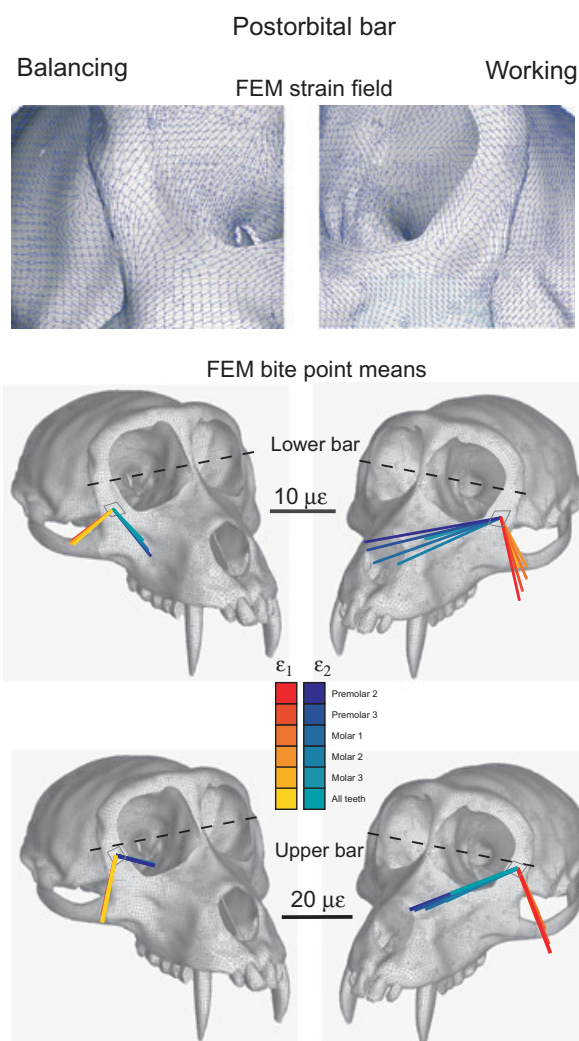 Postorbital bar
Balancing
Working
FEM strain field
FEM bite point means
Lower bar
10 με
ε1 ε2
Premolar 2
Premolar 3
Molar 1
Molar 2
Molar 3
All teeth
Upper bar
20 με